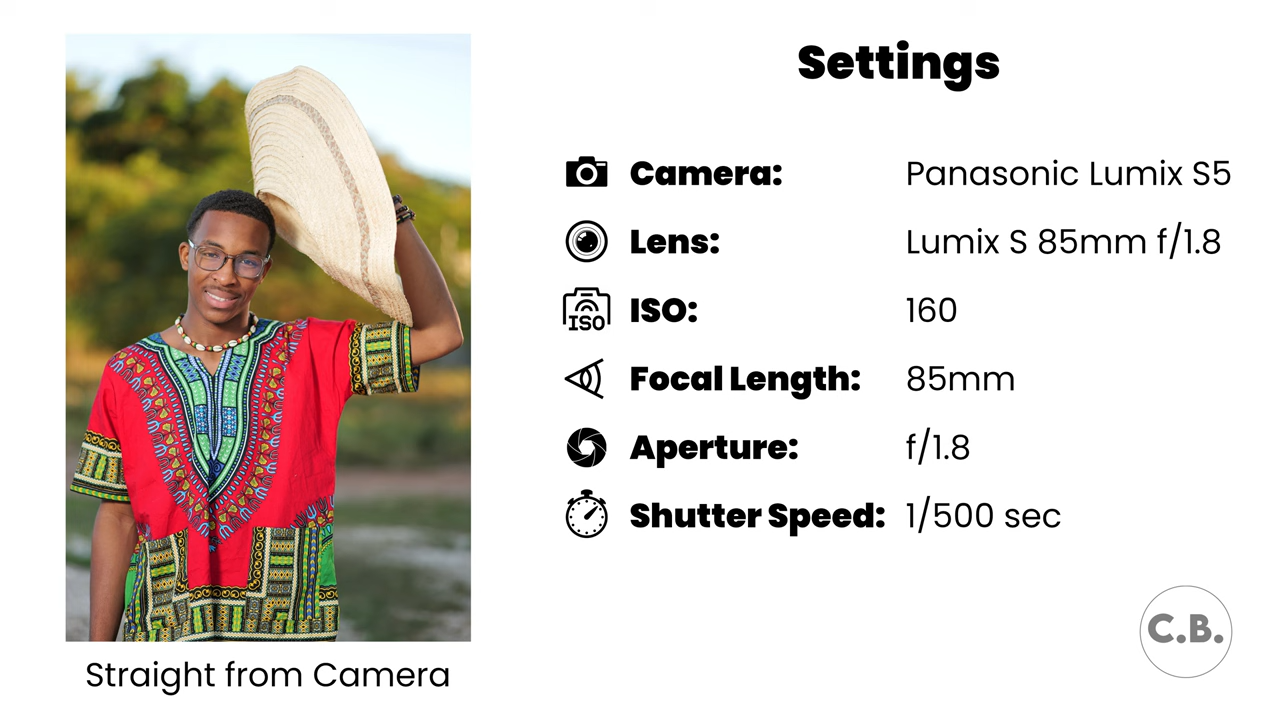 Settings
Camera: Panasonic Lumix S5
Lens: Lumix S 85mm f/1.8
ISO
ISO: 160
Focal Length: 85mm
Aperture: f/1.8
Shutter Speed: 1/500 sec
C.B.
Straight from Camera